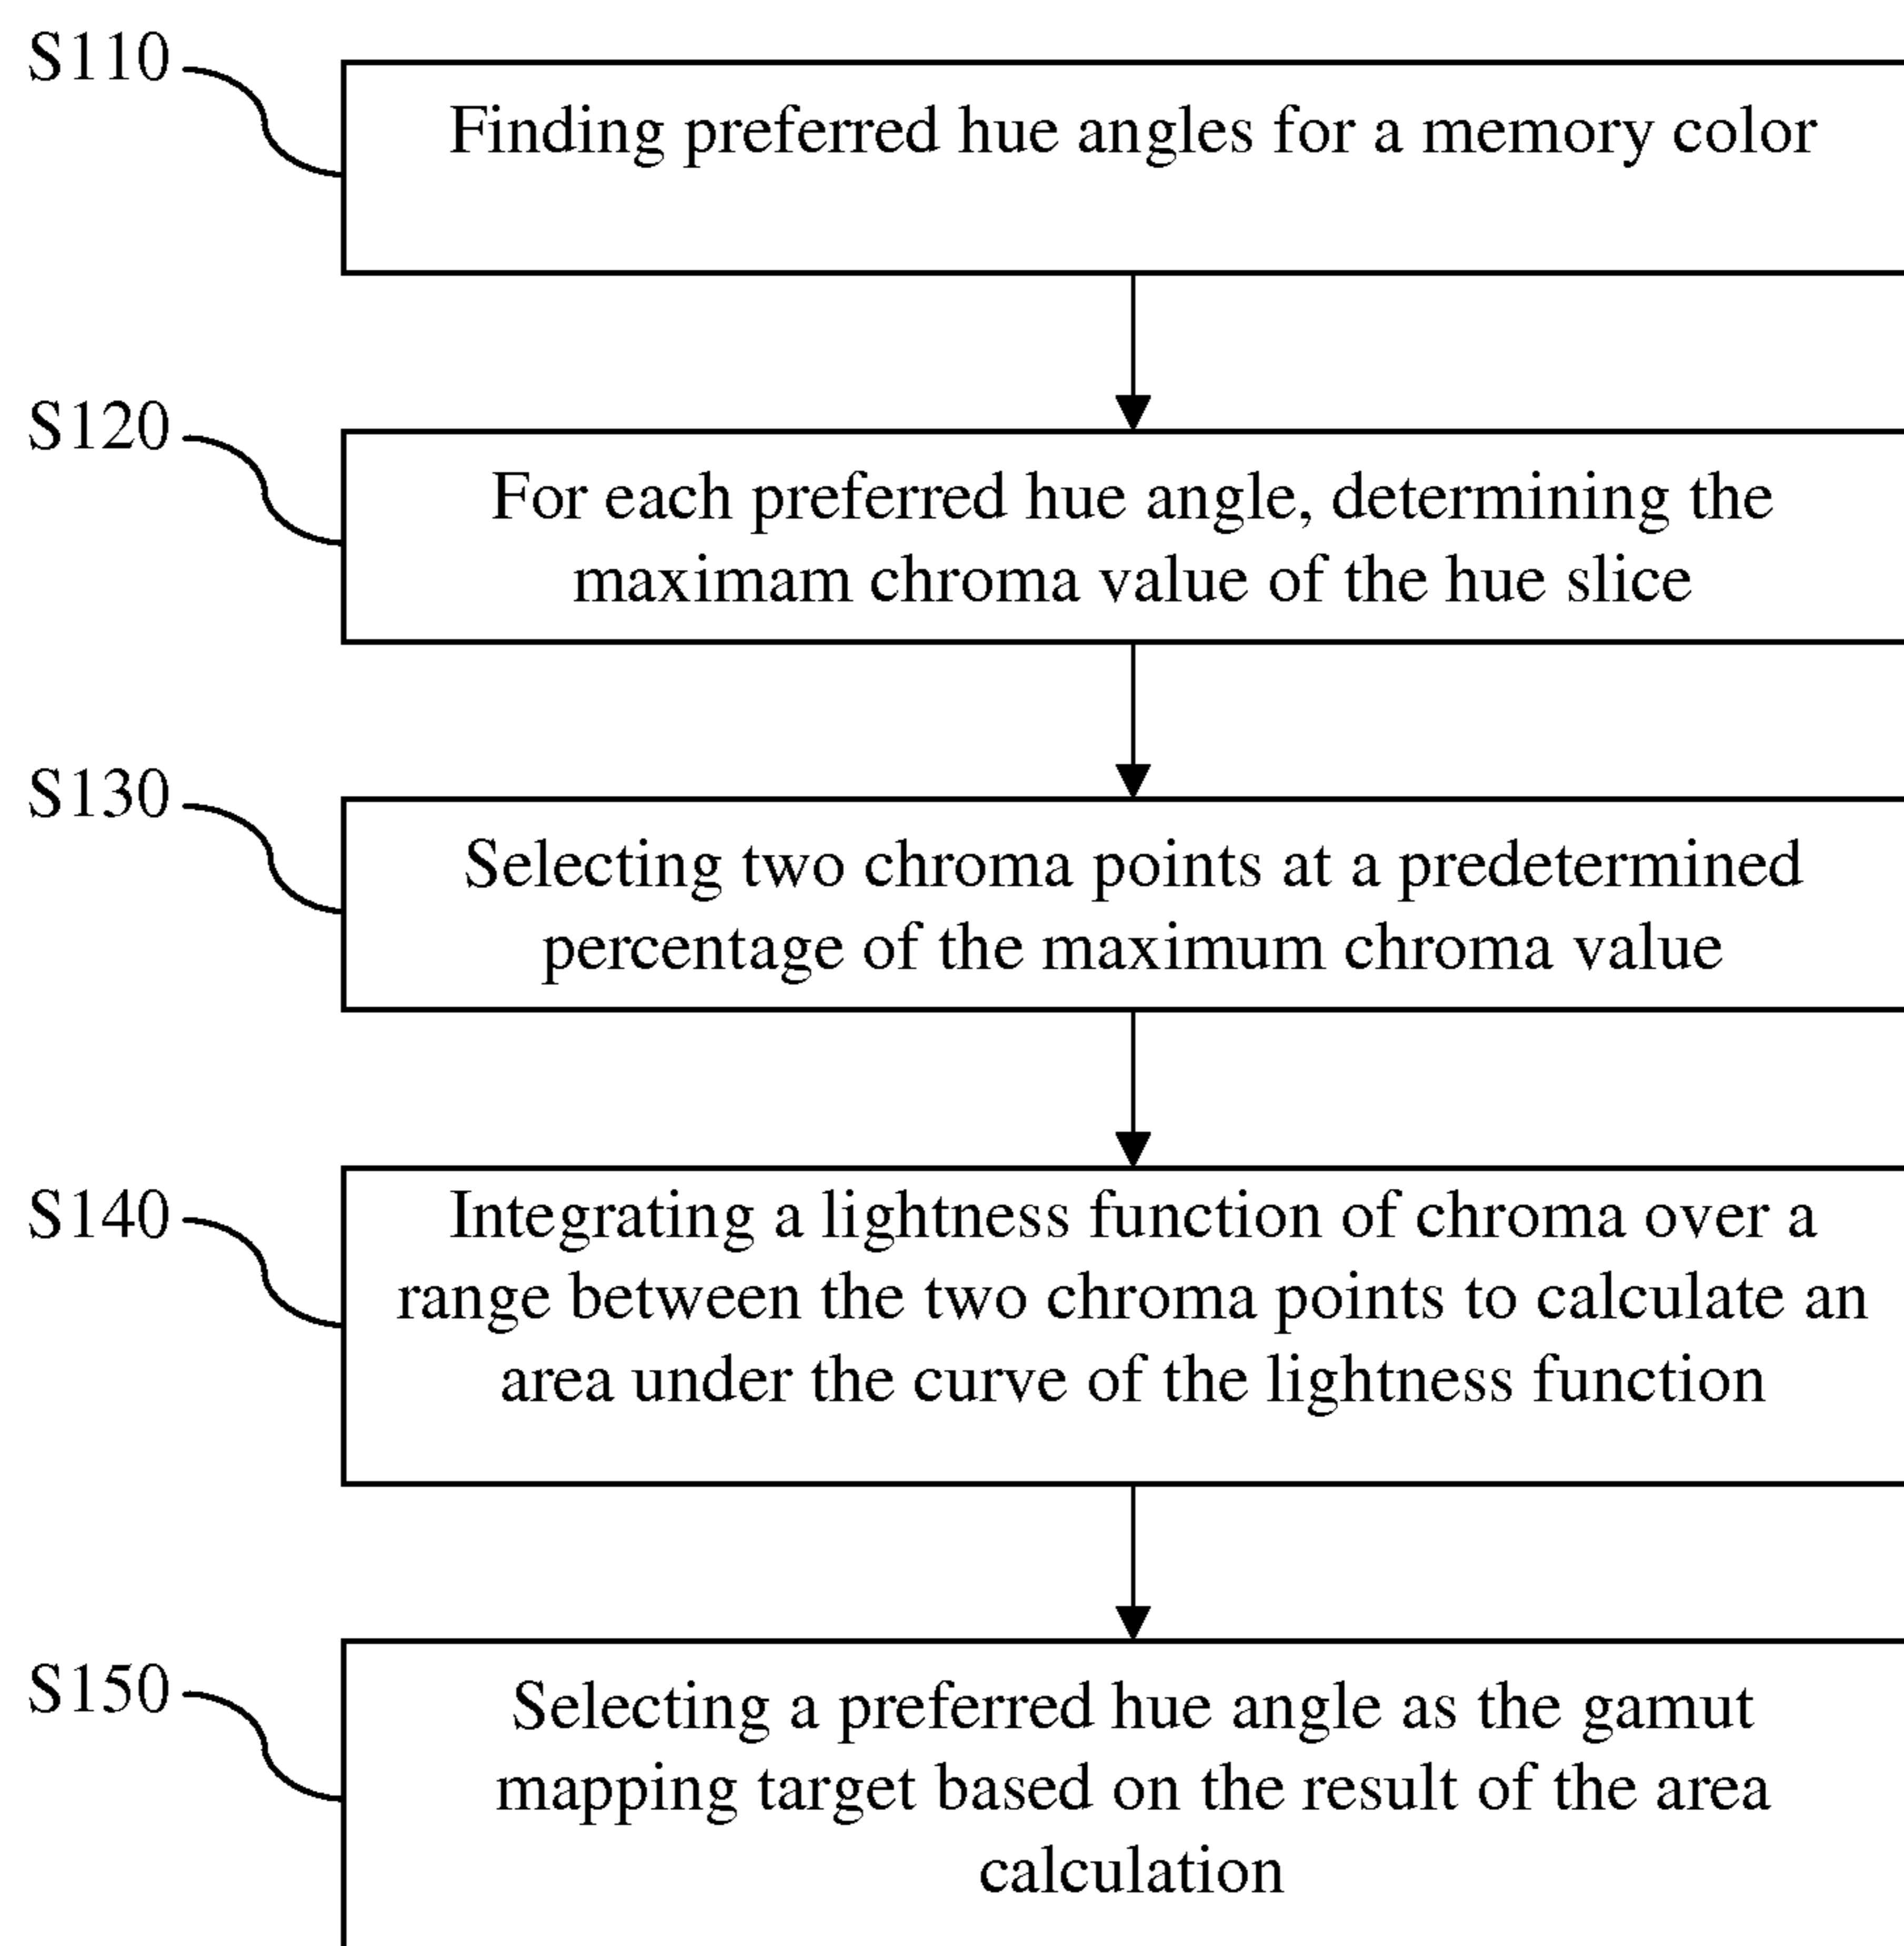 S110
Finding preferred hue angles for a memory color
S120
For each preferred hue angle, determining the
maximam chroma value of the hue slice
S130
Selecting two chroma points at a predetermined
percentage of the maximum chroma value
S140
Integrating a lightness function of chroma over a
range between the two chroma points to calculate an
area under the curve of the lightness function
S150
Selecting a preferred hue angle as the gamut
mapping target based on the result of the area
calculation